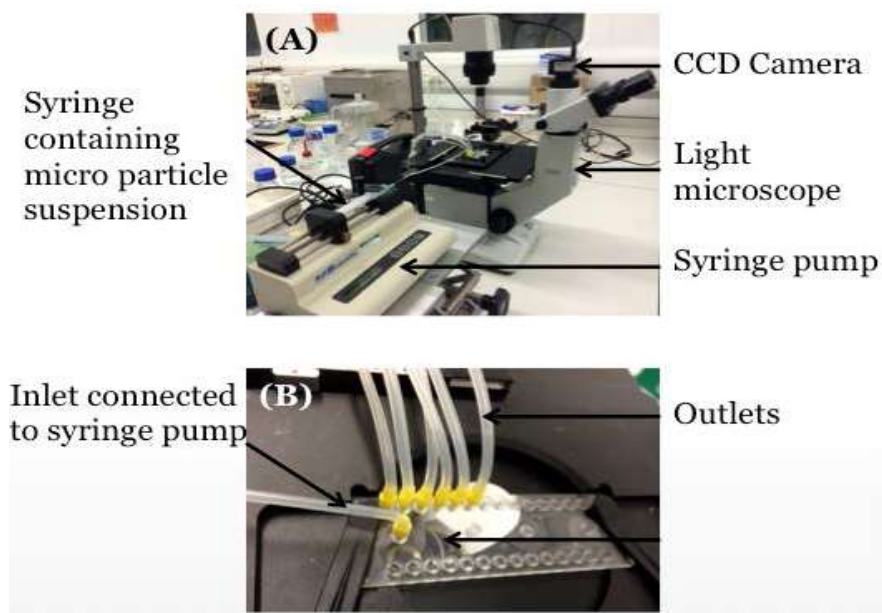 (A)
CCD Camera
Syringe
containing
micro particle
suspension
Light
microscope
Syringe pump
(B)
Inlet connected
to syringe pump
Outlets